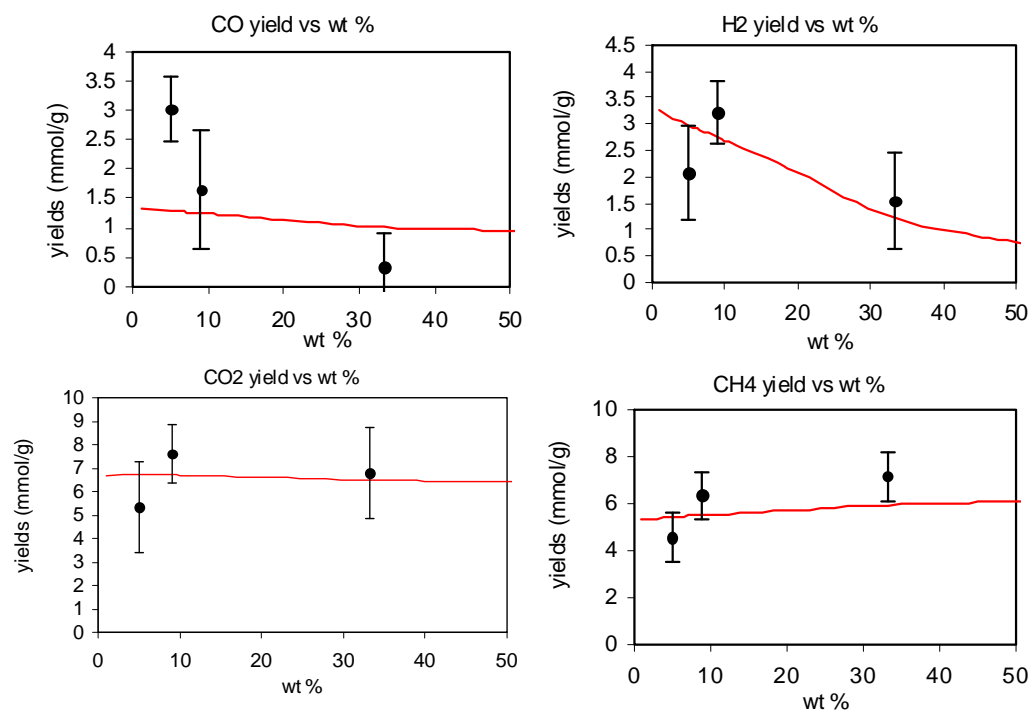 CO yield vs wt %
4
3.5
3
2.5
2
1.5
1
0.5
0
yields (mmol/g)
0 10 20 30 40 50
wt %
H2 yield vs wt %
4.5
4
3.5
3
2.5
2
1.5
1
0.5
0
yields (mmol/g)
0 10 20 30 40 50
wt %
CO2 yield vs wt %
10
9
8
7
6
5
4
3
2
1
0
yields (mmol/g)
0 10 20 30 40 50
wt %
CH4 yield vs wt %
10
8
6
4
2
0
yields (mmol/g)
0 10 20 30 40 50
wt %